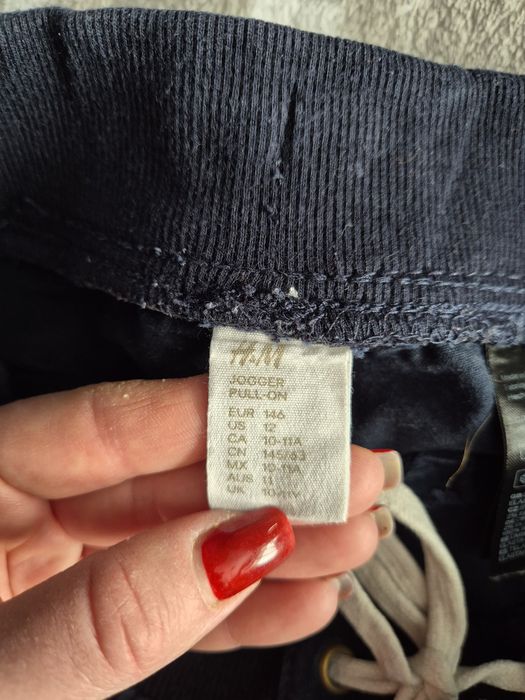 H&M
JOGGER
PULL-ON
EUR 146
US 12
CA 10-11A
CN 145/63
MX 10-11A
AUS 11
UK 10-11Y